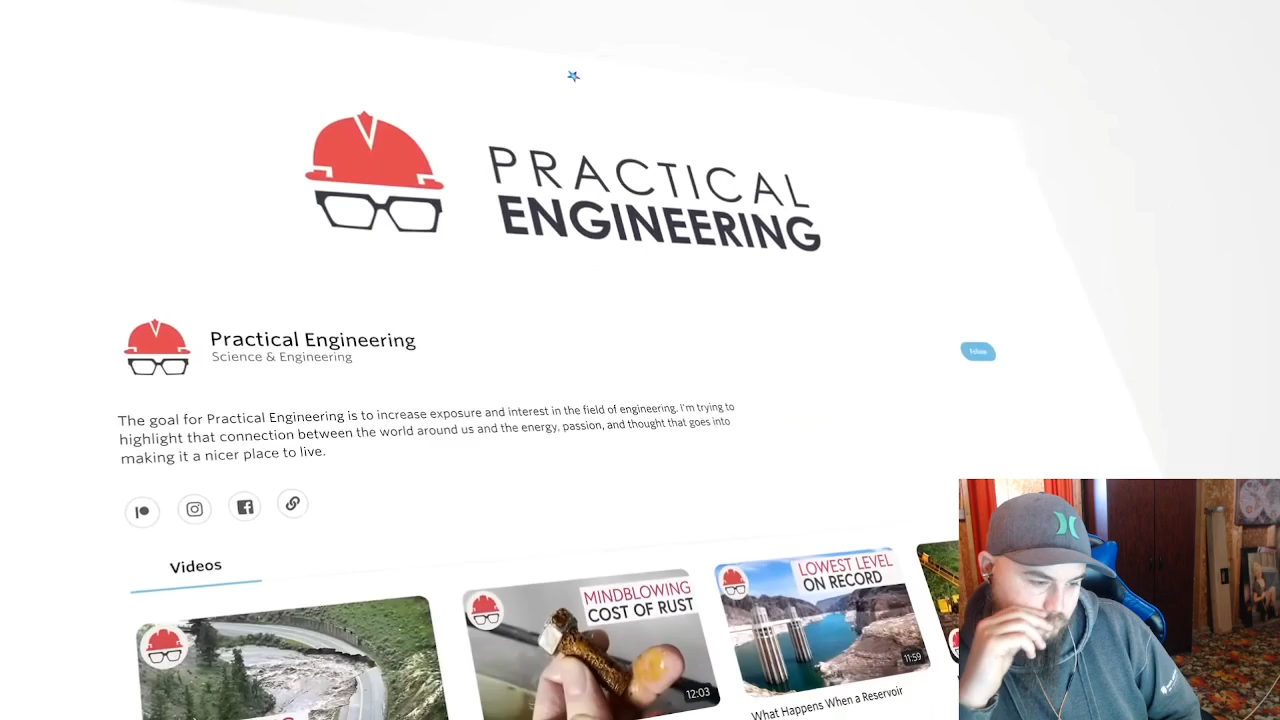 PRACTICAL
ENGINEERING
Practical Engineering
Science & Engineering
follow
The goal for Practical Engineering is to increase exposure and interest in the field of engineering. I'm trying to
highlight that connection between the world around us and the energy, passion, and thought that goes into
making it a nicer place to live.
Videos
MINDBLOWING
COST OF RUST
12:03
LOWEST LEVEL
ON RECORD
11:59
What Happens When a Reservoir